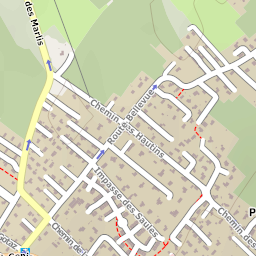 des Marlis
Chemin des Hautins
Route Bellevue
Impasse des Saules
Chemin des
Chemin de